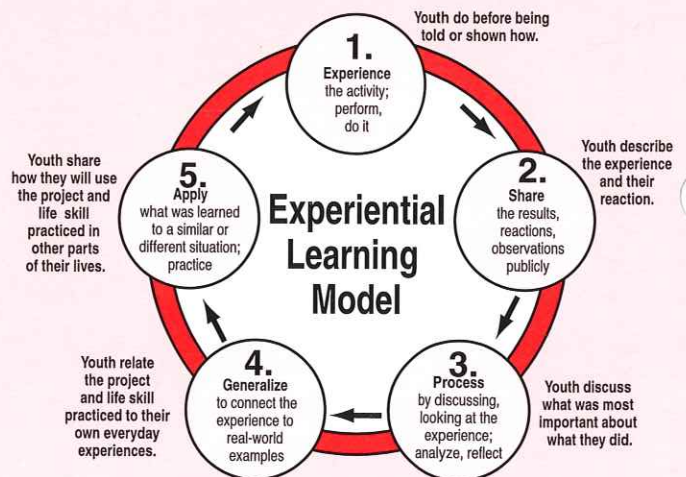 Youth do before being
told or shown how.
1.
Experience
the activity;
perform,
do it
Youth describe
the experience
and their
reaction.
2.
Share
the results,
reactions,
observations
publicly
Experiential
Learning
Model
Youth discuss
what was most
important about
what they did.
3.
Process
by discussing,
looking at the
experience;
analyze, reflect
Youth relate
the project
and life skill
practiced to their
own everyday
experiences.
4.
Generalize
to connect the
experience to
real-world
examples
Youth share
how they will use
the project and
life skill
practiced in
other parts
of their lives.
5.
Apply
what was learned
to a similar or
different situation;
practice